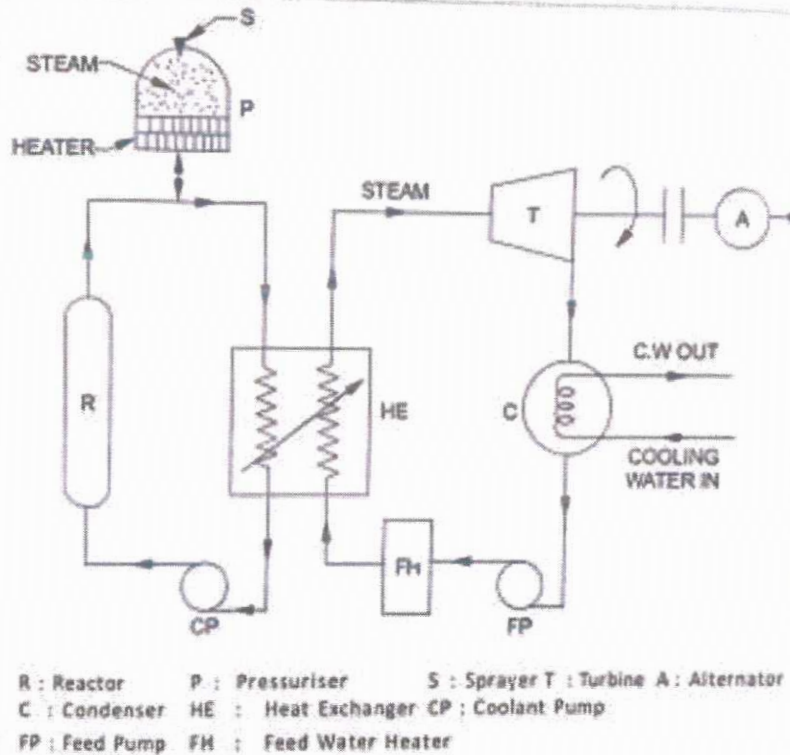 S
STEAM
P
HEATER
STEAM
T
A
R
HE
C
C.W OUT
COOLING
WATER IN
FH
CP
FP
R : Reactor P : Pressuriser S : Sprayer T : Turbine A : Alternator
C : Condenser HE : Heat Exchanger CP : Coolant Pump
FP : Feed Pump FH : Feed Water Heater